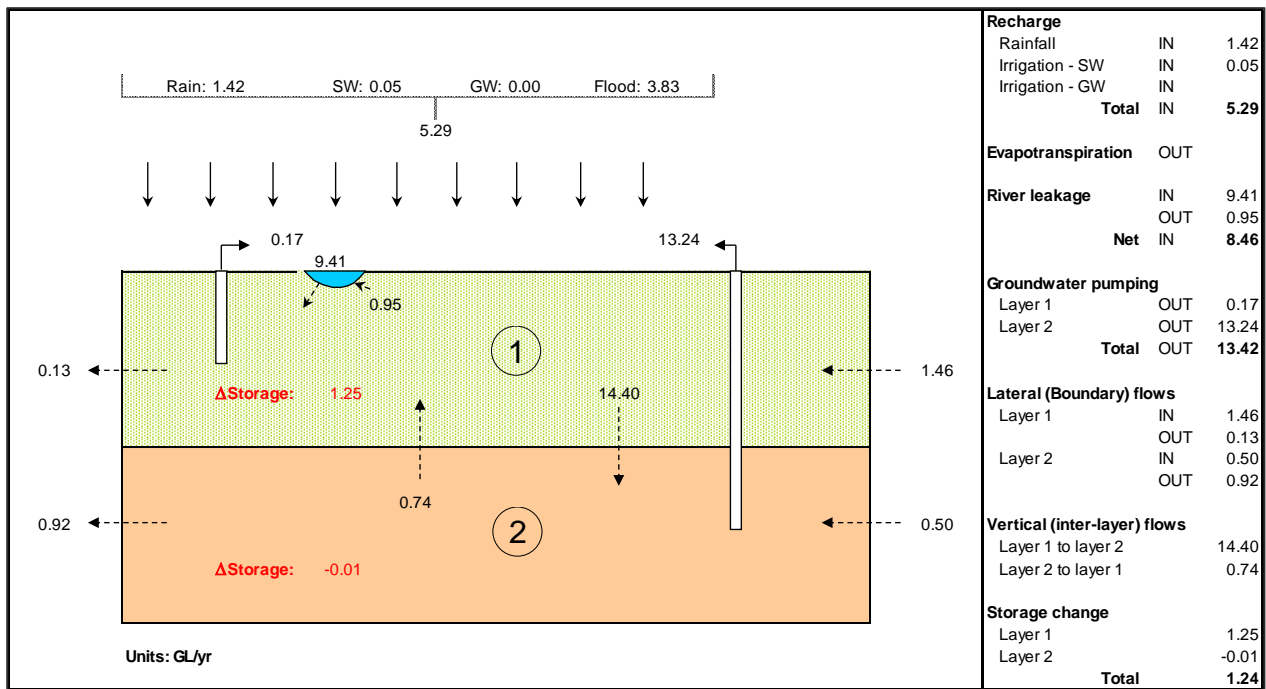 Rain: 1.42 SW: 0.05 GW: 0.00 Flood: 3.83
5.29
0.17 13.24
9.41
0.95
1
0.13 1.46
ΔStorage: 1.25 14.40
0.74
2
0.92 0.50
ΔStorage: -0.01
Units: GL/yr
Recharge
Rainfall IN 1.42
Irrigation - SW IN 0.05
Irrigation - GW IN
Total IN 5.29
Evapotranspiration OUT
River leakage IN 9.41
OUT 0.95
Net IN 8.46
Groundwater pumping
Layer 1 OUT 0.17
Layer 2 OUT 13.24
Total OUT 13.42
Lateral (Boundary) flows
Layer 1 IN 1.46
OUT 0.13
Layer 2 IN 0.50
OUT 0.92
Vertical (inter-layer) flows
Layer 1 to layer 2 14.40
Layer 2 to layer 1 0.74
Storage change
Layer 1 1.25
Layer 2 -0.01
Total 1.24